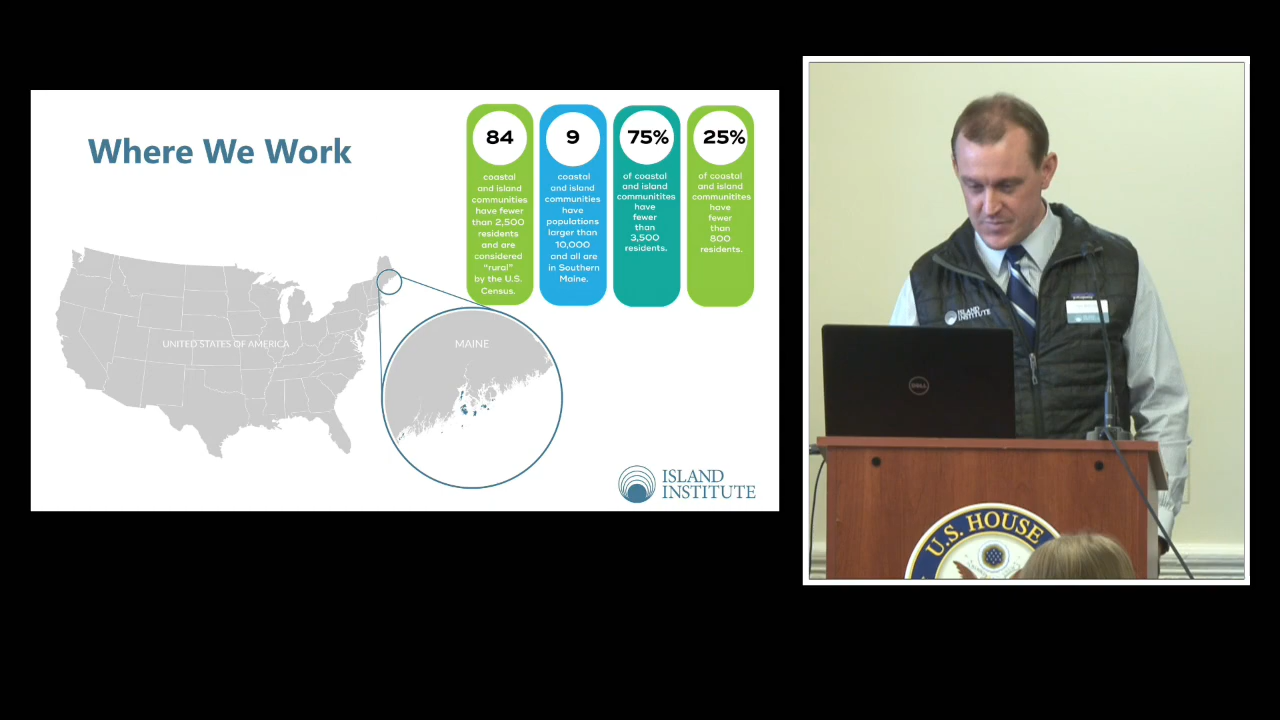 Where We Work
84
coastal
and island
communities
have fewer
than 2,500
residents
and are
considered
"rural"
by the U.S.
Census.
9
coastal
and island
communities
have
populations
larger than
10,000
and all are
in Southern
Maine.
75%
of coastal
and island
communitites
have
fewer
than
3,500
residents.
25%
of coastal
and island
communitites
have
fewer
than
800
residents.
UNITED STATES OF AMERICA
MAINE
ISLAND
INSTITUTE
ISLAND
INSTITUTE
DELL
U.S. HOUSE